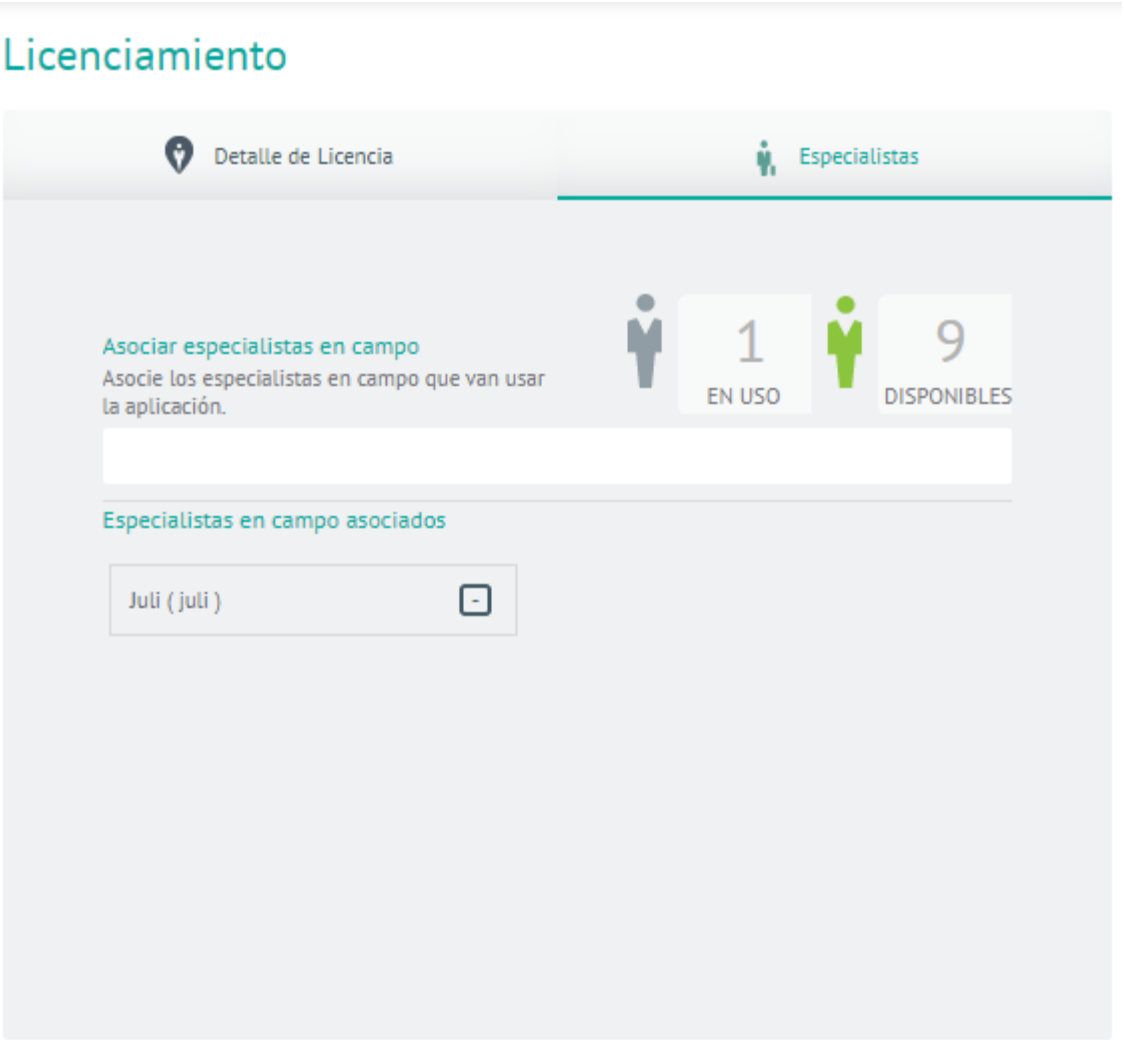 Licenciamiento
Detalle de Licencia
Especialistas
Asociar especialistas en campo
Asocie los especialistas en campo que van usar
la aplicación.
1
EN USO
9
DISPONIBLES
Especialistas en campo asociados
Juli ( juli )
-